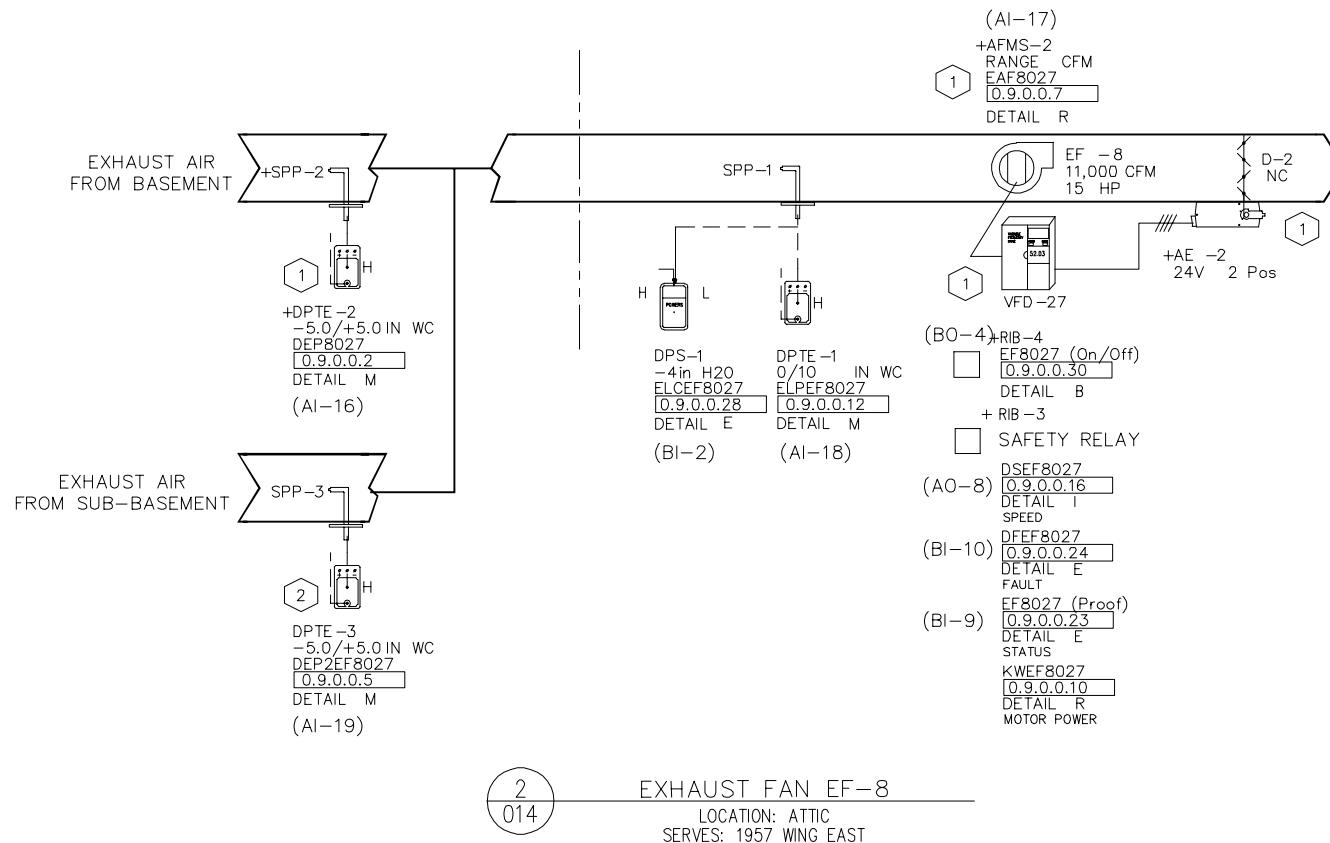 (AI-17)
+AFMS-2
RANGE CFM
EAF8027
1
0.9.0.0.7
DETAIL R
EXHAUST AIR
FROM BASEMENT
+SPP-2
SPP-1
EF -8
11,000 CFM
15 HP
D-2
NC
1
H
+DPTE-2
-5.0/+5.0 IN WC
DEP8027
0.9.0.0.2
DETAIL M
(AI-16)
H
L
POWERS
DPS-1
-4in H20
ELCEF8027
0.9.0.0.28
DETAIL E
(BI-2)
H
DPTE-1
0/10 IN WC
ELPEF8027
0.9.0.0.12
DETAIL M
(AI-18)
1
52.03
VFD-27
+AE -2
24V 2 Pos
1
(BO-4)
+RIB-4
EF8027 (On/Off)
0.9.0.0.30
DETAIL B
+ RIB-3
SAFETY RELAY
EXHAUST AIR
FROM SUB-BASEMENT
SPP-3
2
H
DPTE-3
-5.0/+5.0 IN WC
DEP2EF8027
0.9.0.0.5
DETAIL M
(AI-19)
DSEF8027
(AO-8)
0.9.0.0.16
DETAIL I
SPEED
DFEF8027
(BI-10)
0.9.0.0.24
DETAIL E
FAULT
EF8027 (Proof)
(BI-9)
0.9.0.0.23
DETAIL E
STATUS
KWEF8027
0.9.0.0.10
DETAIL R
MOTOR POWER
2
014
EXHAUST FAN EF-8
LOCATION: ATTIC
SERVES: 1957 WING EAST